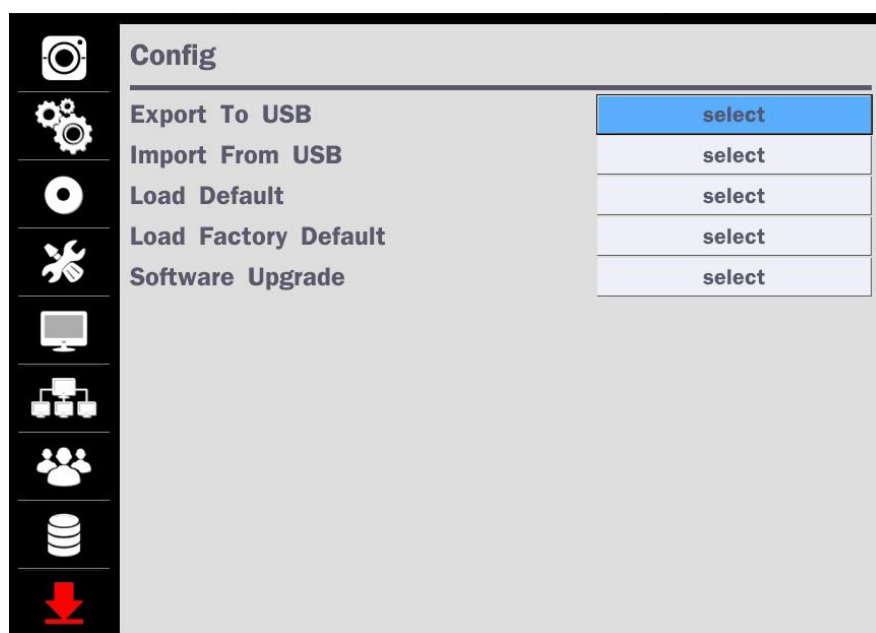 Config
Export To USB select
Import From USB select
Load Default select
Load Factory Default select
Software Upgrade select